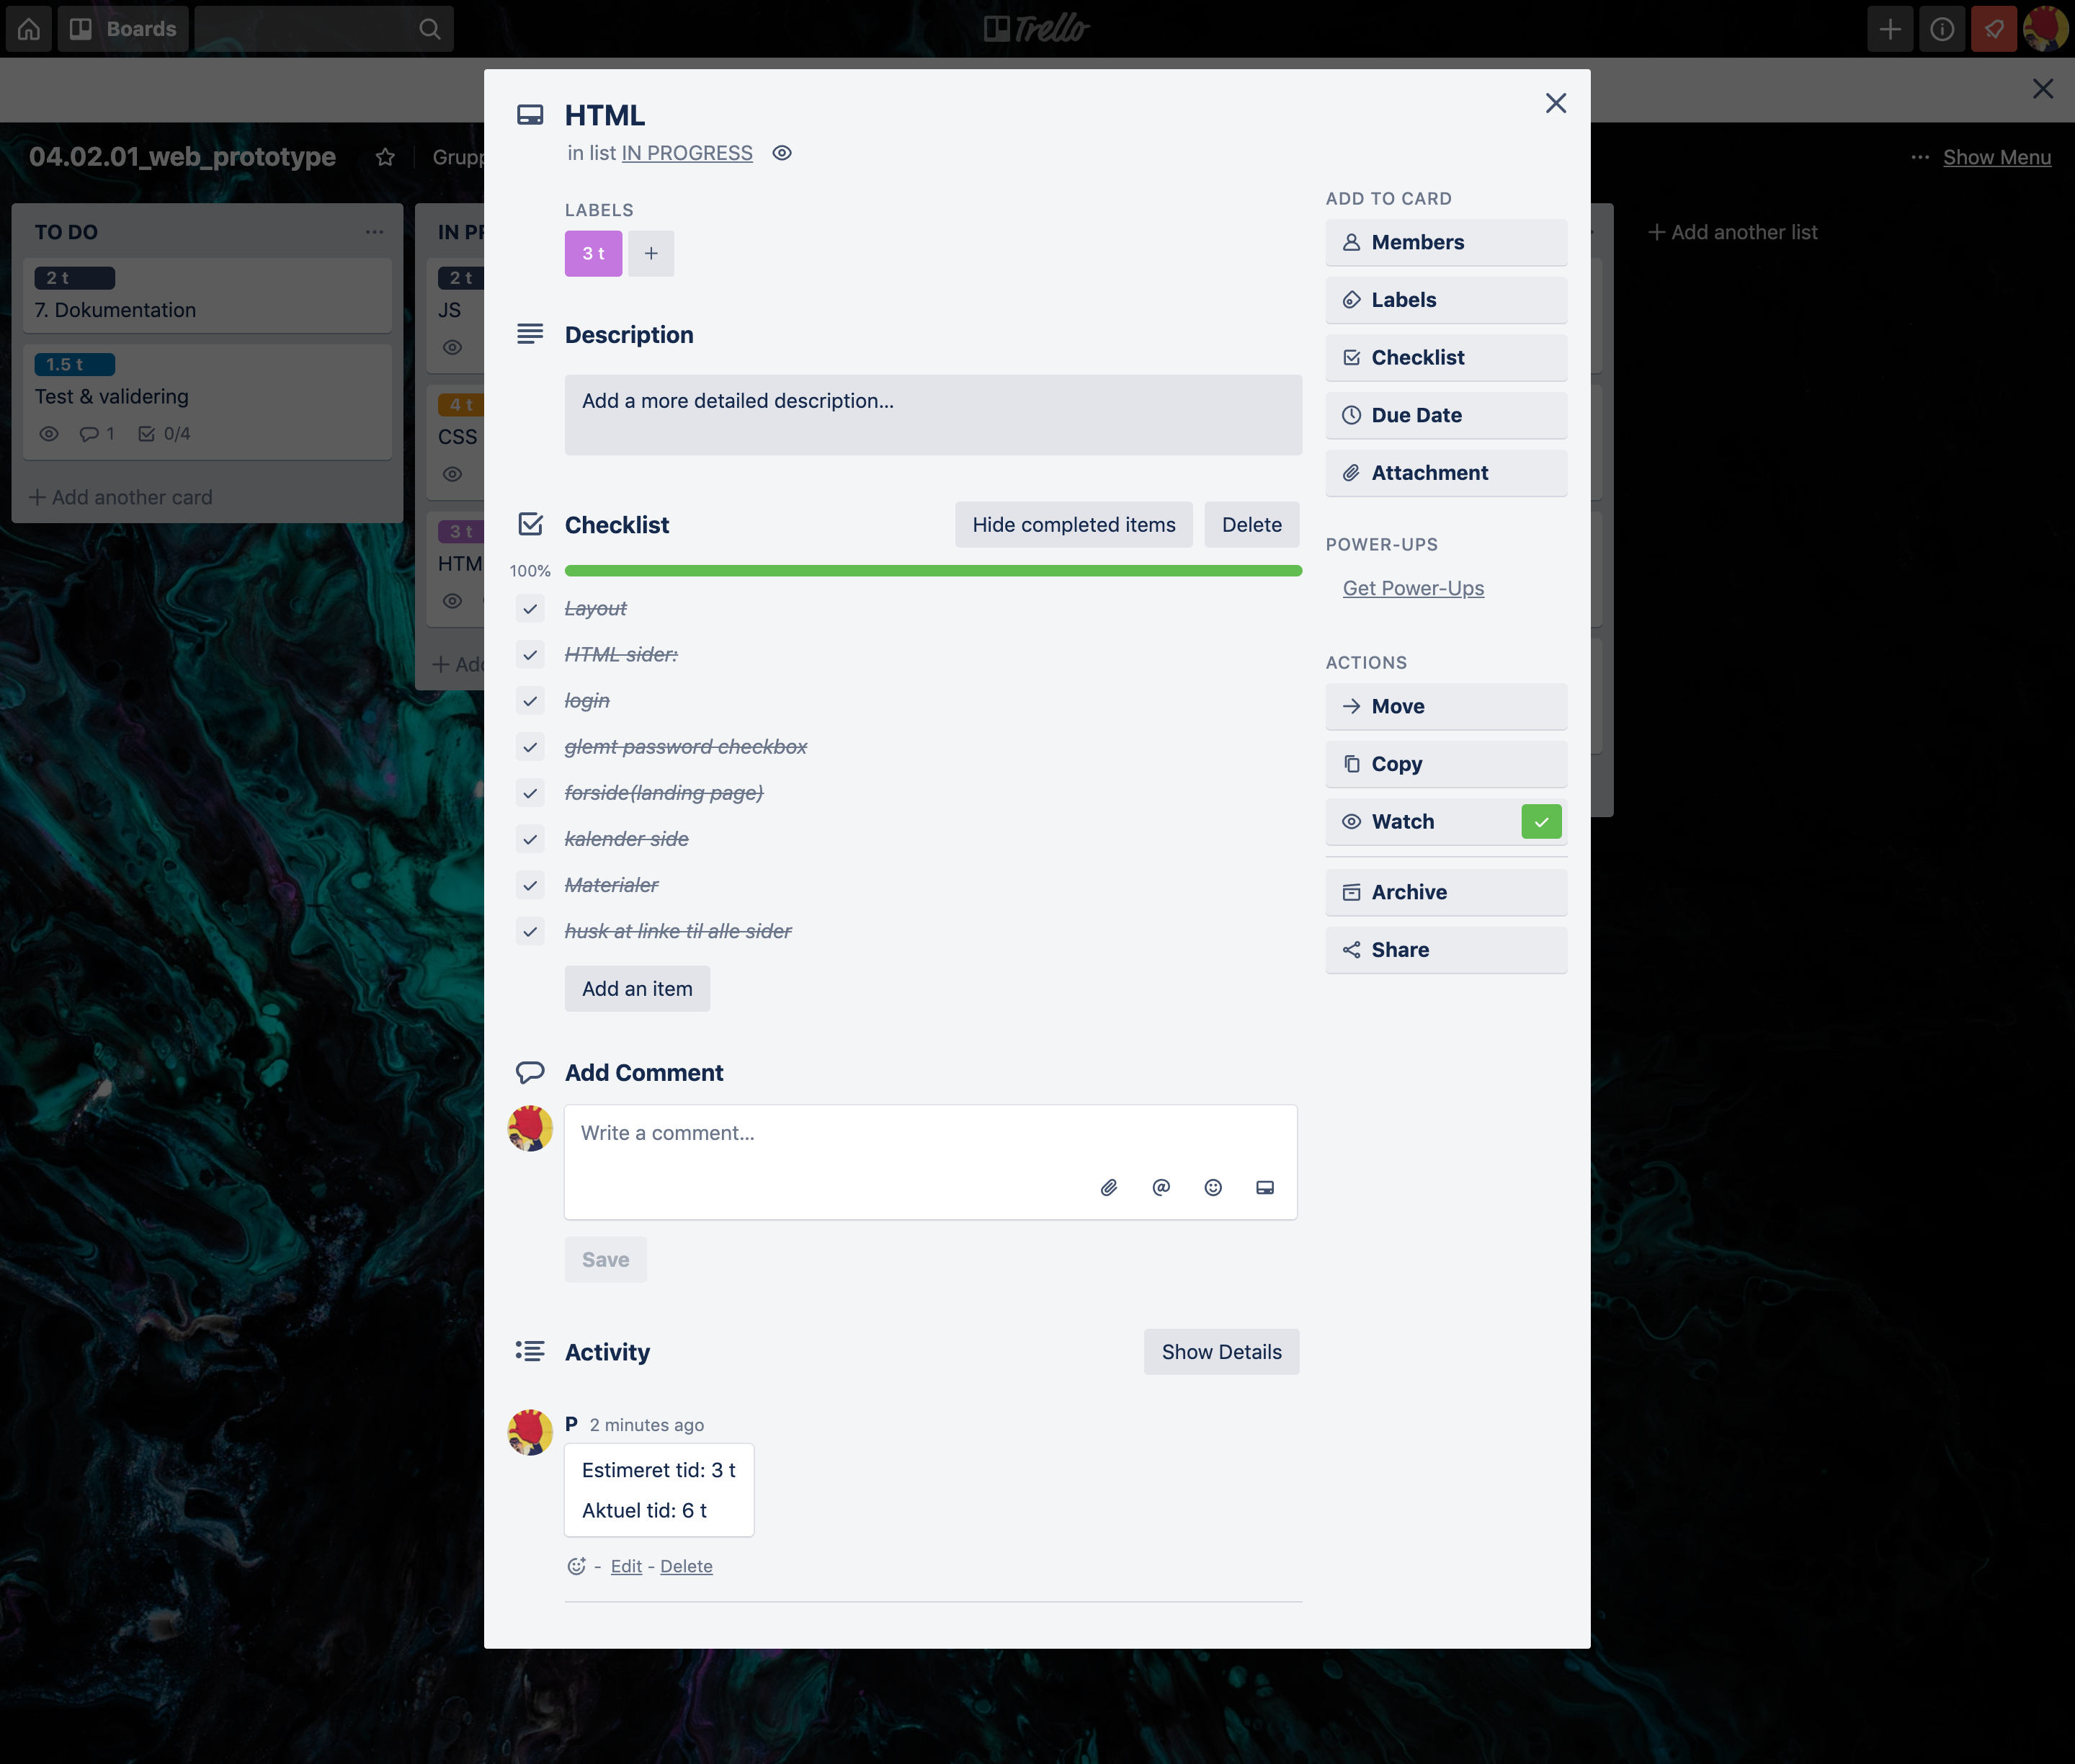 Boards
Trello
04.02.01_web_prototype
Show Menu
TO DO
2 t
7. Dokumentation
1.5 t
Test & validering
1
0/4
Add another card
2 t
JS
4 t
CSS
3 t
Add another list
HTML
in list IN PROGRESS
LABELS
3 t
Description
Add a more detailed description...
Checklist
Hide completed items
Delete
100%
Layout
HTML sider:
login
glemt password checkbox
forside(landing page)
kalender side
Materialer
husk at linke til alle sider
Add an item
Add Comment
Write a comment...
Save
Activity
Show Details
P 2 minutes ago
Estimeret tid: 3 t
Aktuel tid: 6 t
- Edit - Delete
ADD TO CARD
Members
Labels
Checklist
Due Date
Attachment
POWER-UPS
Get Power-Ups
ACTIONS
Move
Copy
Watch
Archive
Share